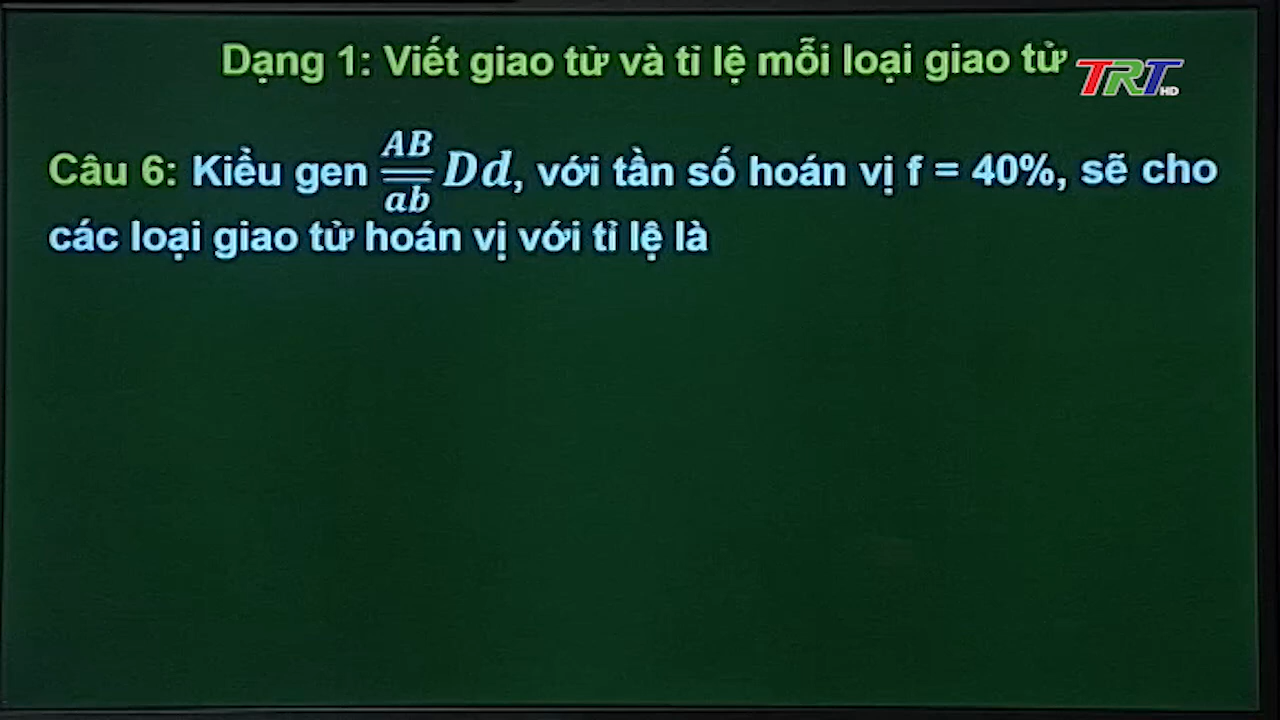 Dạng 1: Viết giao tử và tỉ lệ mỗi loại giao tử
TRT HD
Câu 6: Kiểu gen \frac{AB}{ab} Dd, với tần số hoán vị f = 40%, sẽ cho
các loại giao tử hoán vị với tỉ lệ là